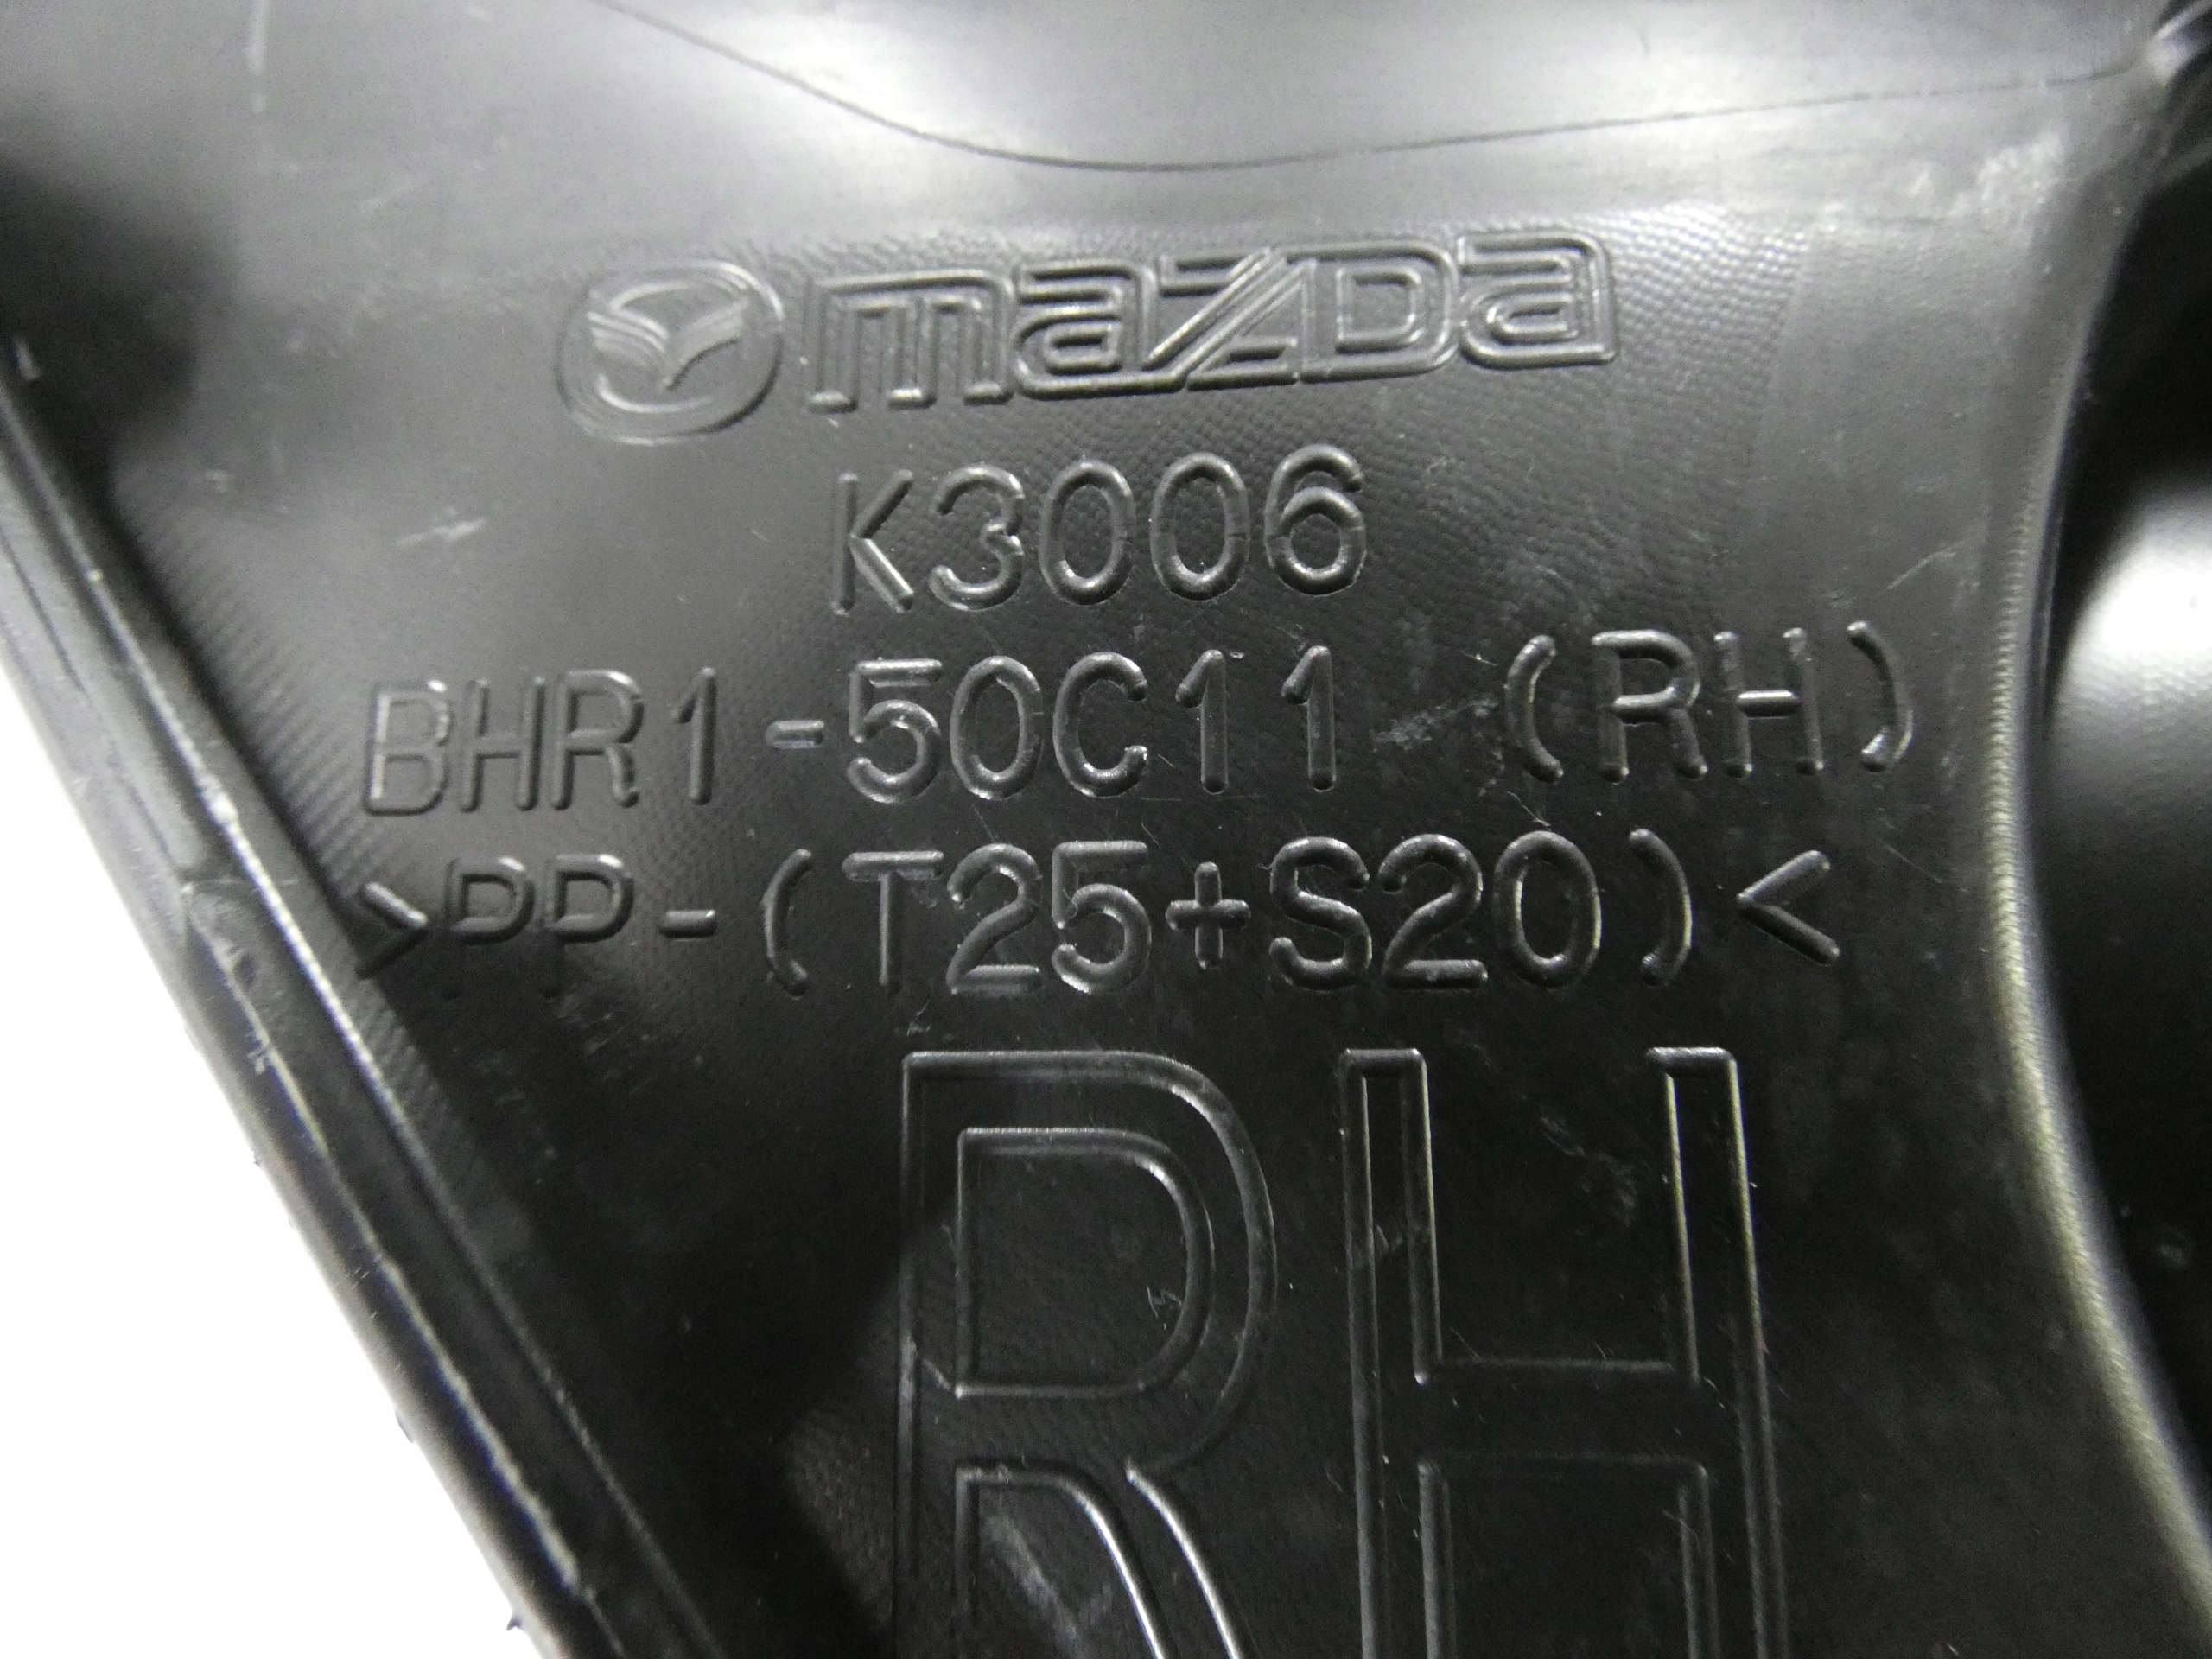 mazda
K3006
BHR1-50C11 (RH)
>PP-(T25+S20)<
RH